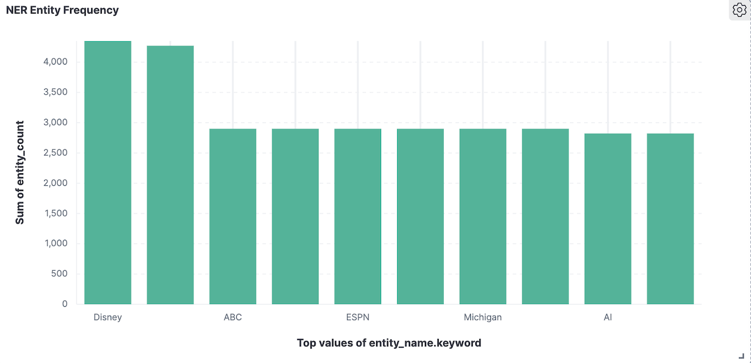 NER Entity Frequency
4,000
3,500
3,000
2,500
2,000
1,500
1,000
500
0
Sum of entity_count
Disney ABC ESPN Michigan AI
Top values of entity_name.keyword